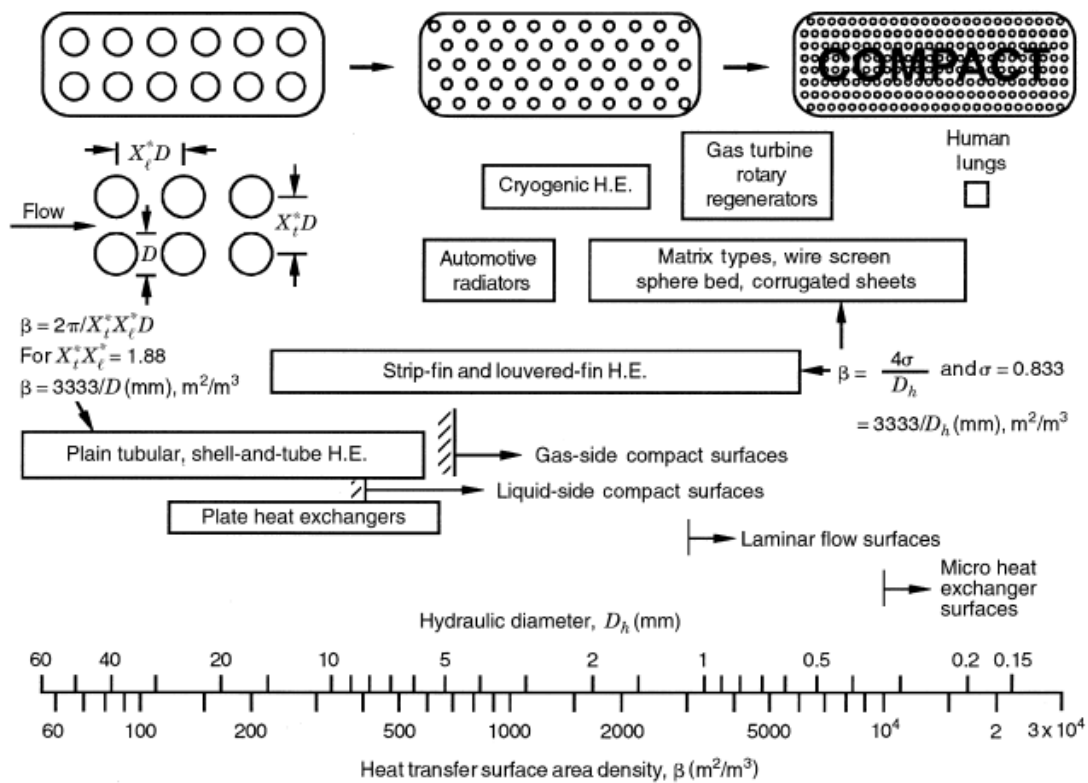 COMPACT
X*ℓD
Flow
D
X*tD
Cryogenic H.E.
Gas turbine
rotary
regenerators
Human
lungs
Automotive
radiators
Matrix types, wire screen
sphere bed, corrugated sheets
β = 2π/X*tX*ℓD
For X*tX*ℓ = 1.88
β = 3333/D (mm), m²/m³
Strip-fin and louvered-fin H.E.
β = 4σ/Dh and σ = 0.833
= 3333/Dh (mm), m²/m³
Plain tubular, shell-and-tube H.E.
Gas-side compact surfaces
Liquid-side compact surfaces
Plate heat exchangers
Laminar flow surfaces
Micro heat
exchanger
surfaces
Hydraulic diameter, Dh (mm)
60 40 20 10 5 2 1 0.5 0.2 0.15
60 100 200 500 1000 2000 5000 10⁴ 2 3 x 10⁴
Heat transfer surface area density, β (m²/m³)